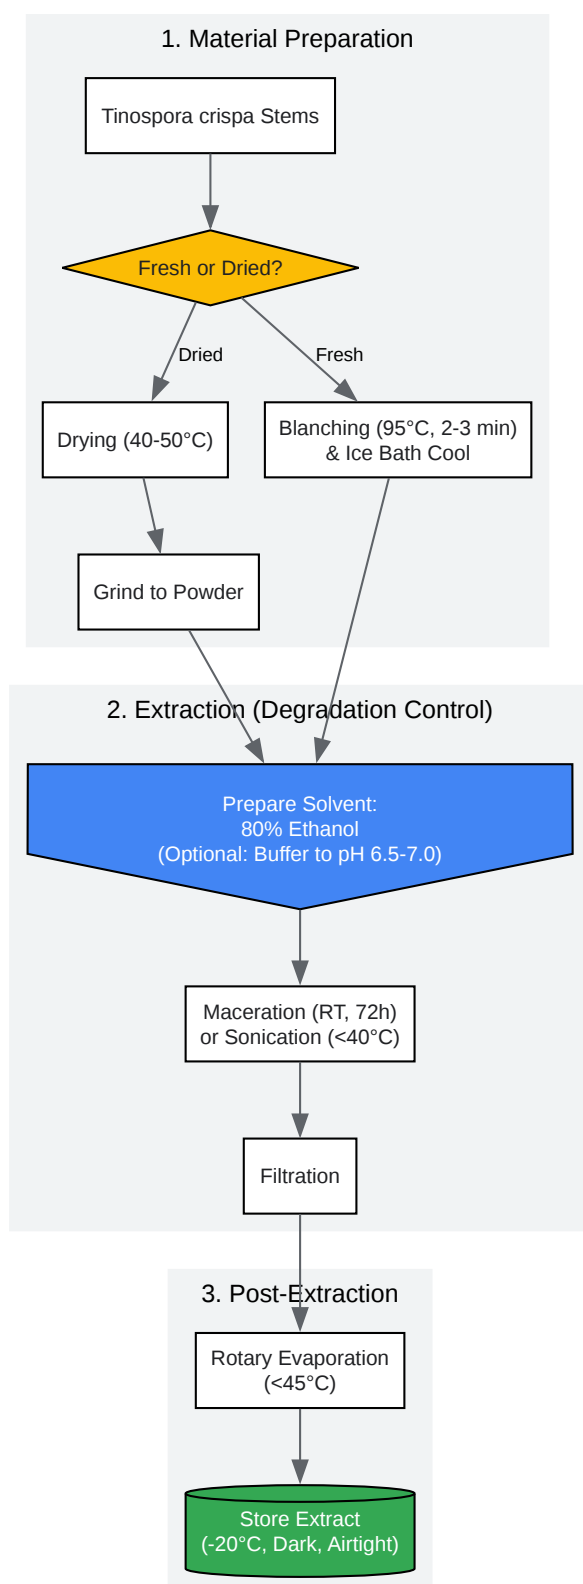 1. Material Preparation
Tinospora crispa Stems
Fresh or Dried?
Dried
Fresh
Drying (40-50°C)
Blanching (95°C, 2-3 min)
& Ice Bath Cool
Grind to Powder
2. Extraction (Degradation Control)
Prepare Solvent:
80% Ethanol
(Optional: Buffer to pH 6.5-7.0)
Maceration (RT, 72h)
or Sonication (<40°C)
Filtration
3. Post-Extraction
Rotary Evaporation
(<45°C)
Store Extract
(-20°C, Dark, Airtight)